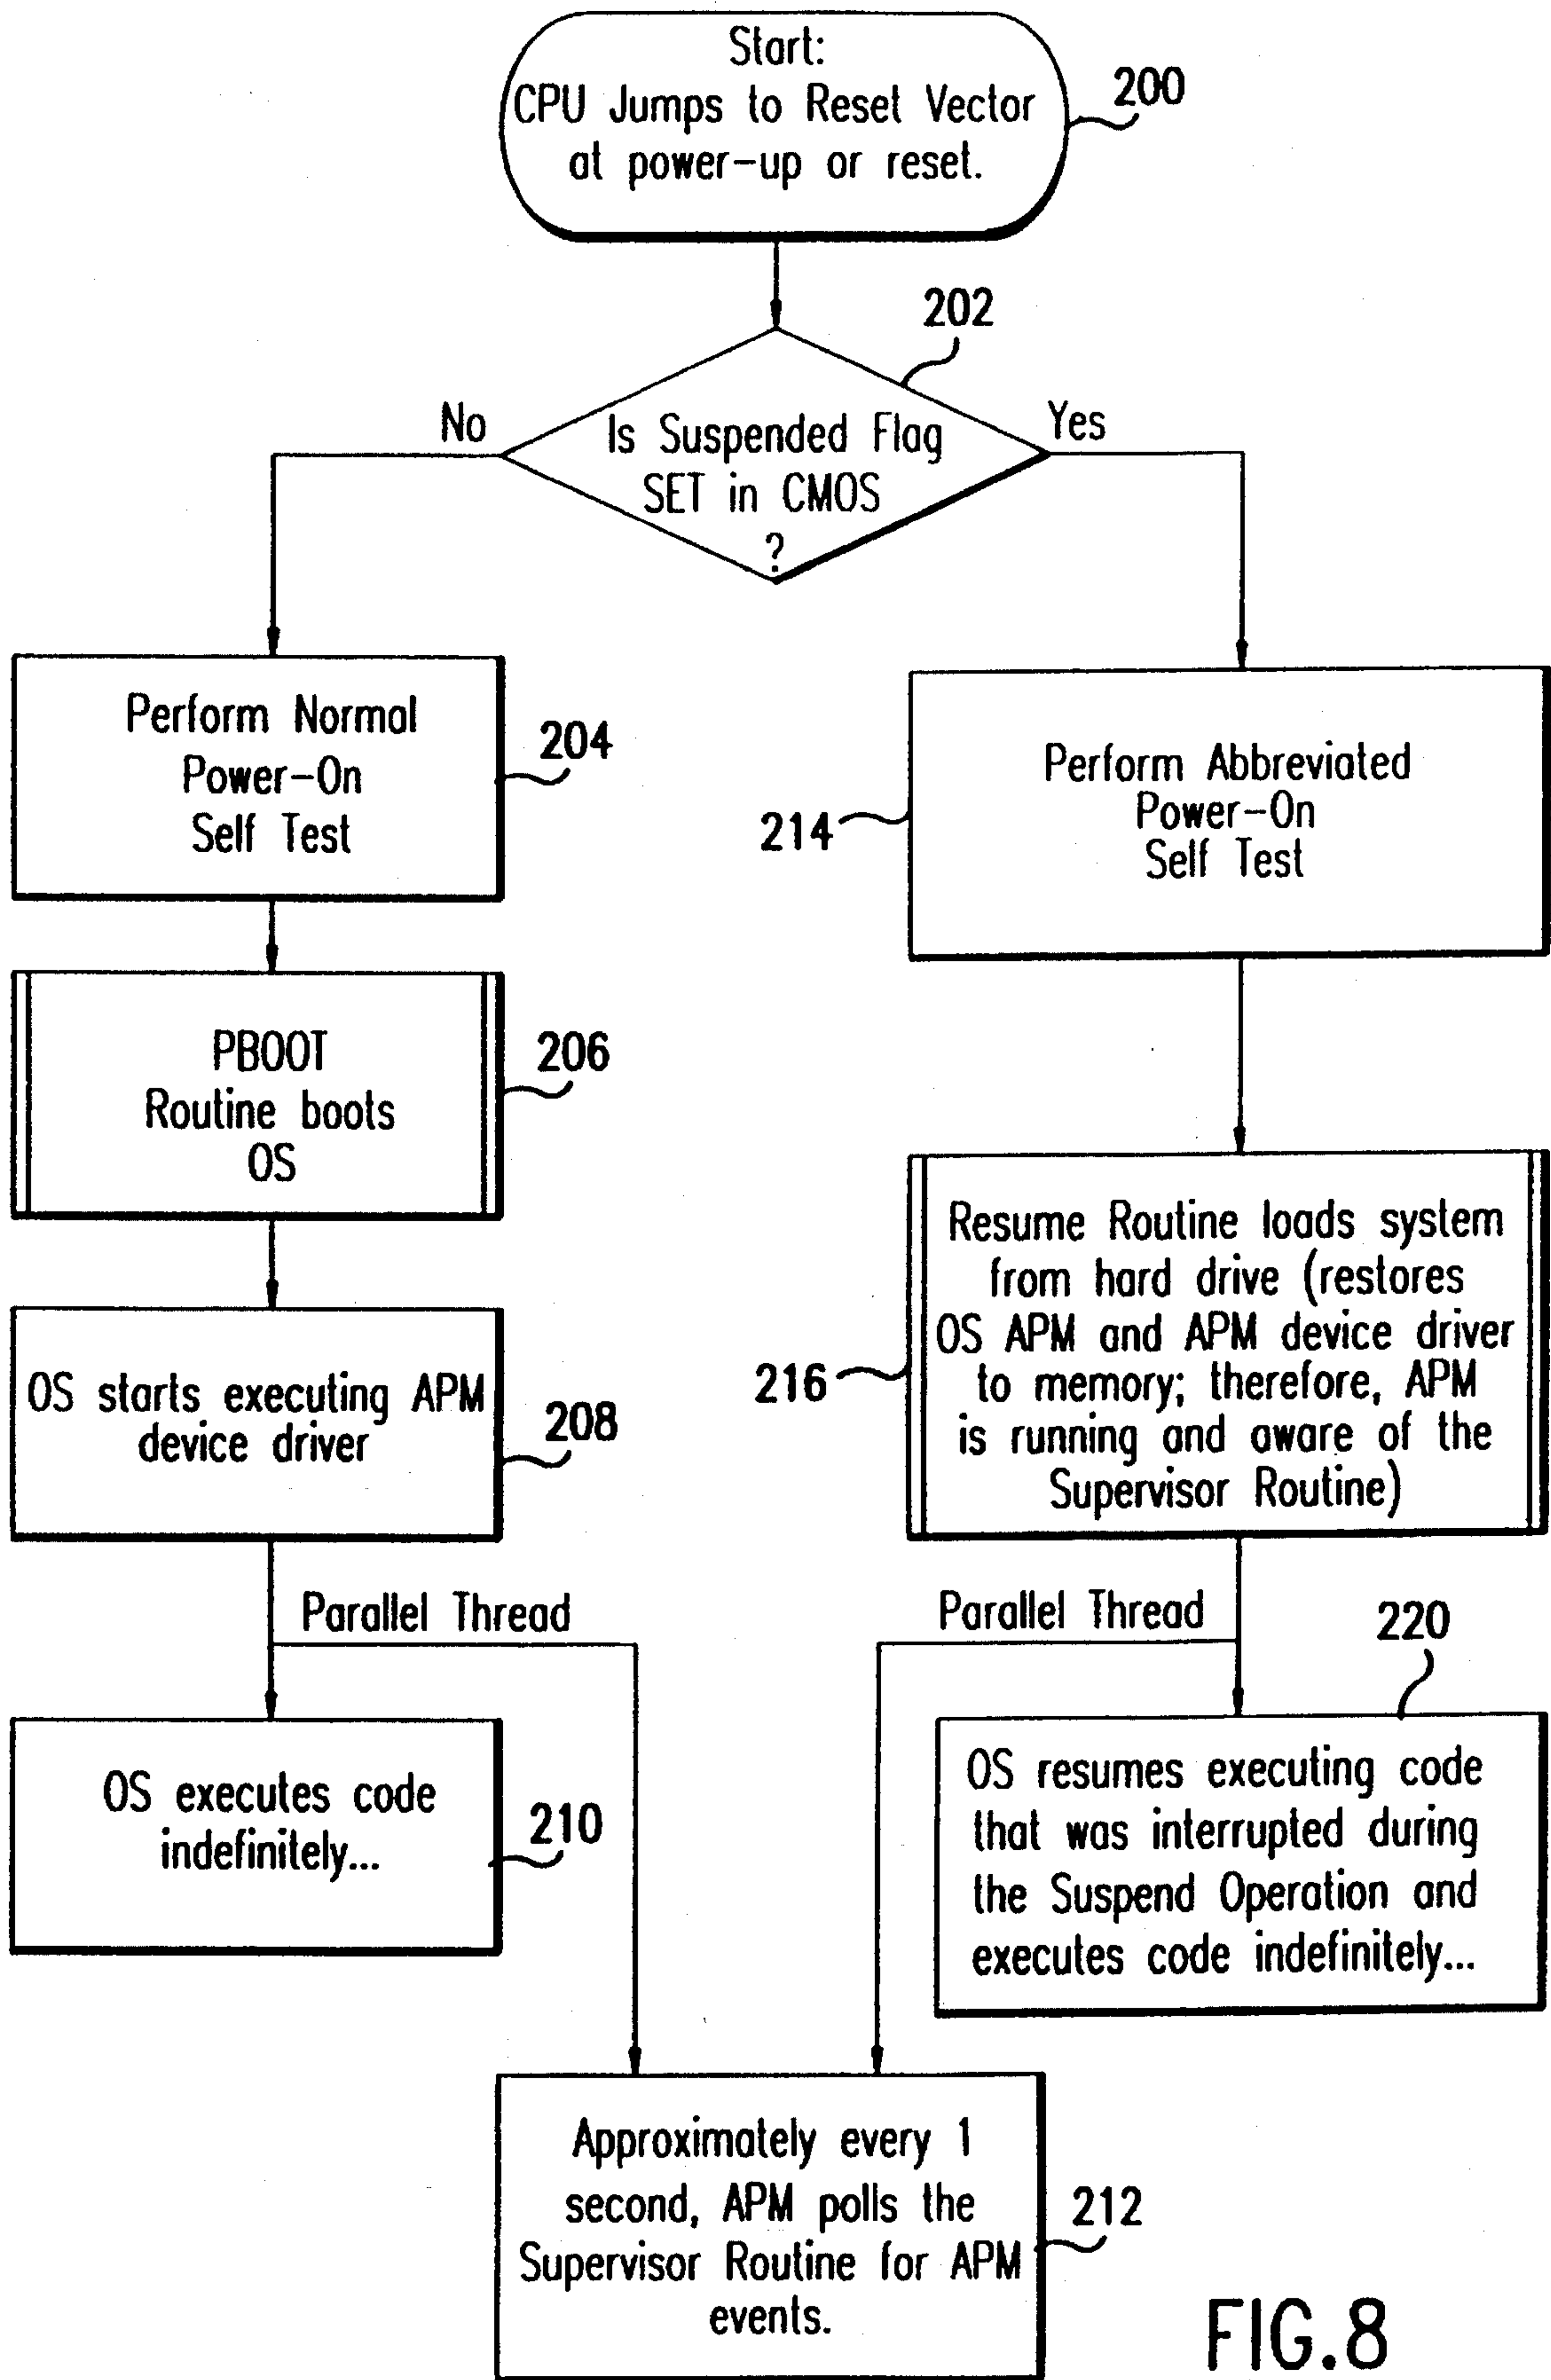 Start:
CPU Jumps to Reset Vector
at power-up or reset.
200
202
No
Is Suspended Flag
SET in CMOS
?
Yes
Perform Normal
Power-On
Self Test
204
214
Perform Abbreviated
Power-On
Self Test
PBOOT
Routine boots
OS
206
216
Resume Routine loads system
from hard drive (restores
OS APM and APM device driver
to memory; therefore, APM
is running and aware of the
Supervisor Routine)
OS starts executing APM
device driver
208
Parallel Thread
Parallel Thread
220
OS executes code
indefinitely...
210
OS resumes executing code
that was interrupted during
the Suspend Operation and
executes code indefinitely...
Approximately every 1
second, APM polls the
Supervisor Routine for APM
events.
212
FIG.8